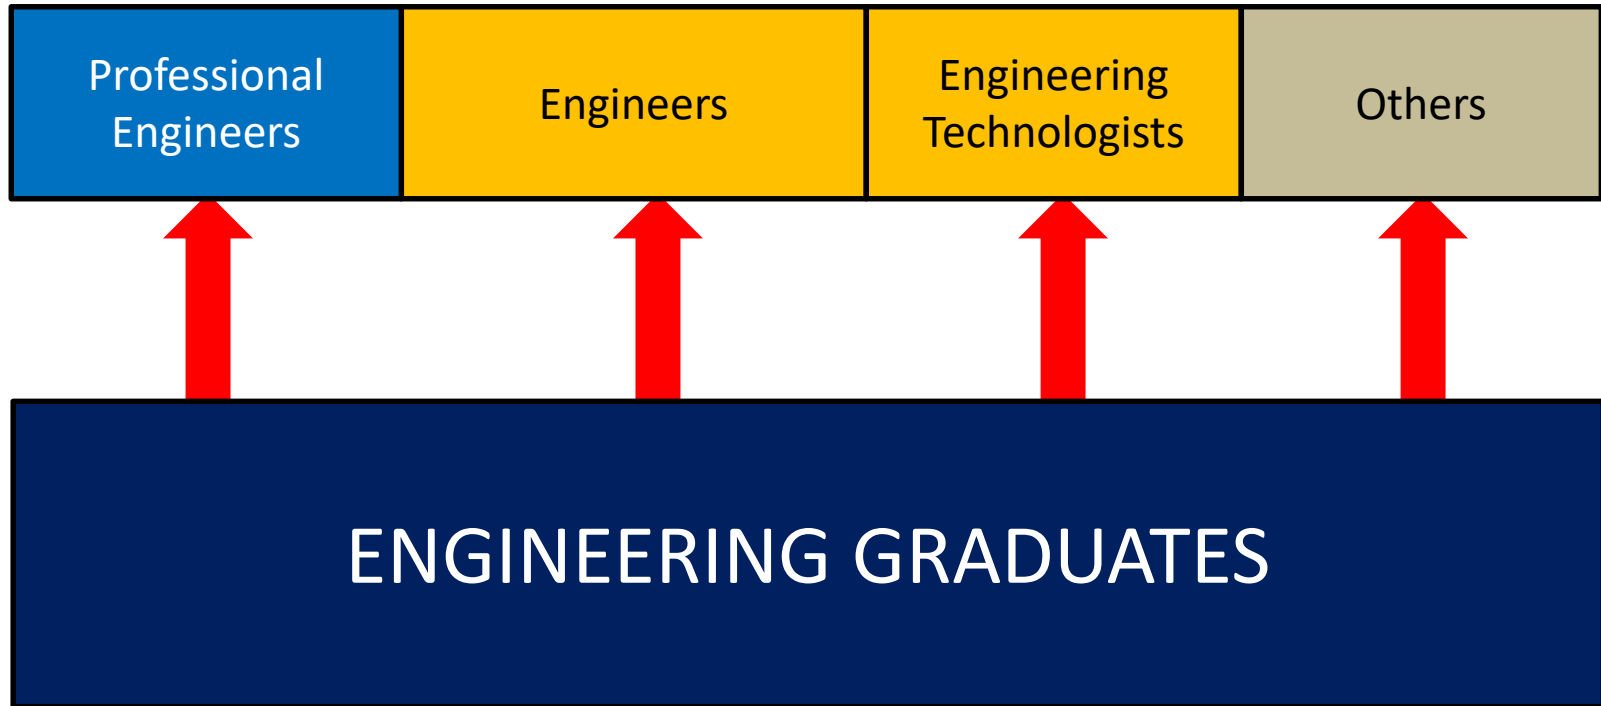 Professional
Engineers
Engineers
Engineering
Technologists
Others
ENGINEERING GRADUATES